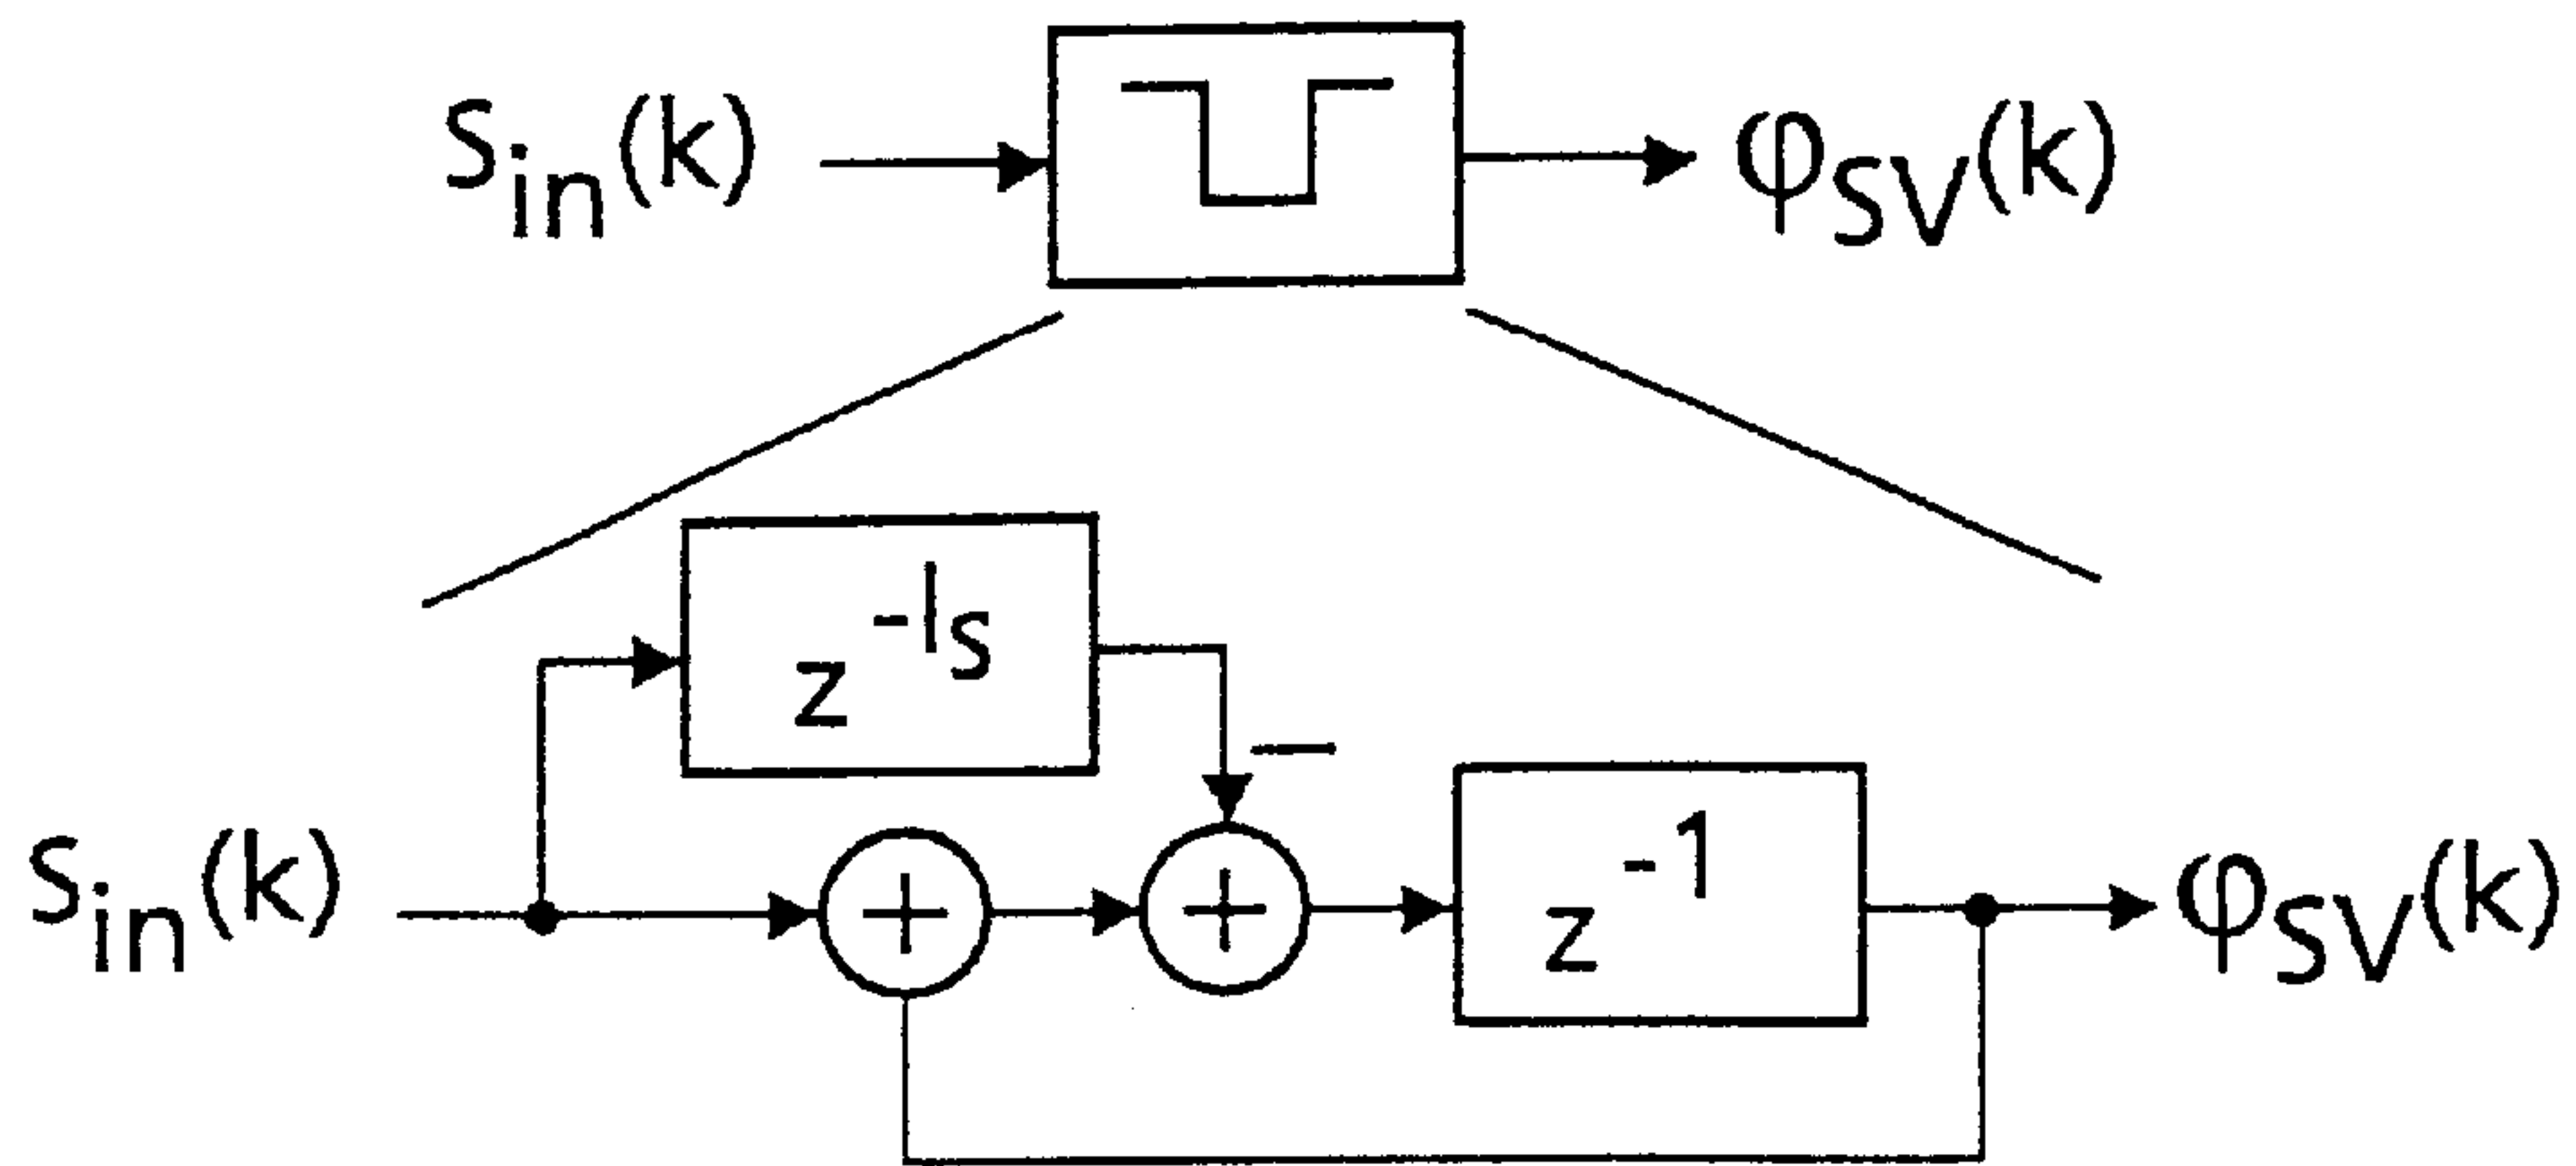 S_in(k) φ_SV(k)
z^-l_s
—
S_in(k) + + z^-1 φ_SV(k)